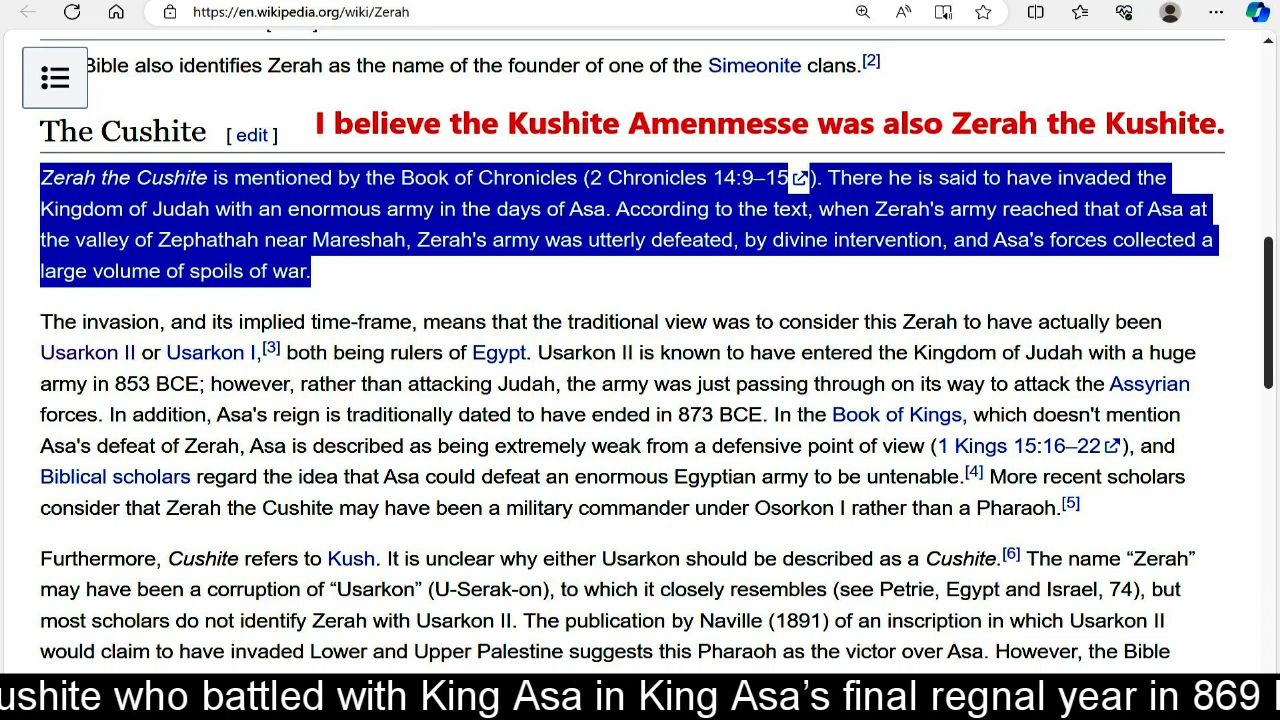 https://en.wikipedia.org/wiki/Zerah
Bible also identifies Zerah as the name of the founder of one of the Simeonite clans.[2]
The Cushite [ edit ] I believe the Kushite Amenmesse was also Zerah the Kushite.
Zerah the Cushite is mentioned by the Book of Chronicles (2 Chronicles 14:9–15). There he is said to have invaded the
Kingdom of Judah with an enormous army in the days of Asa. According to the text, when Zerah's army reached that of Asa at
the valley of Zephathah near Mareshah, Zerah's army was utterly defeated, by divine intervention, and Asa's forces collected a
large volume of spoils of war.
The invasion, and its implied time-frame, means that the traditional view was to consider this Zerah to have actually been
Usarkon II or Usarkon I,[3] both being rulers of Egypt. Usarkon II is known to have entered the Kingdom of Judah with a huge
army in 853 BCE; however, rather than attacking Judah, the army was just passing through on its way to attack the Assyrian
forces. In addition, Asa's reign is traditionally dated to have ended in 873 BCE. In the Book of Kings, which doesn't mention
Asa's defeat of Zerah, Asa is described as being extremely weak from a defensive point of view (1 Kings 15:16–22), and
Biblical scholars regard the idea that Asa could defeat an enormous Egyptian army to be untenable.[4] More recent scholars
consider that Zerah the Cushite may have been a military commander under Osorkon I rather than a Pharaoh.[5]
Furthermore, Cushite refers to Kush. It is unclear why either Usarkon should be described as a Cushite.[6] The name “Zerah”
may have been a corruption of “Usarkon” (U-Serak-on), to which it closely resembles (see Petrie, Egypt and Israel, 74), but
most scholars do not identify Zerah with Usarkon II. The publication by Naville (1891) of an inscription in which Usarkon II
would claim to have invaded Lower and Upper Palestine suggests this Pharaoh as the victor over Asa. However, the Bible
ushite who battled with King Asa in King Asa’s final regnal year in 869